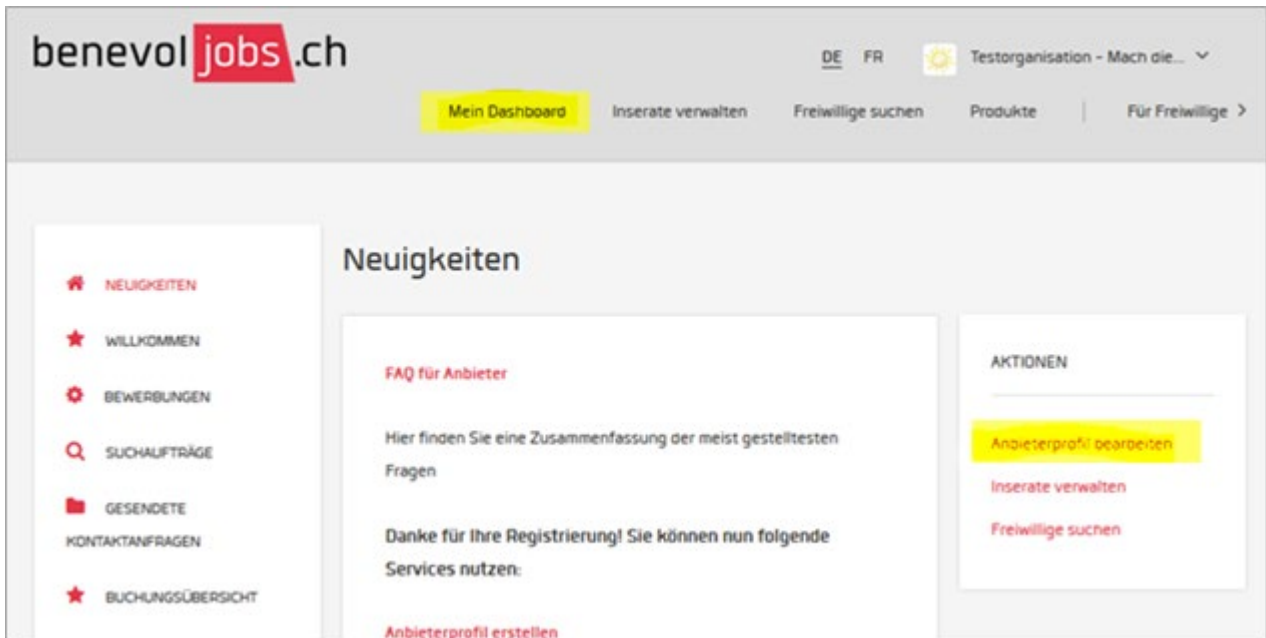 benevol jobs .ch
DE FR Testorganisation - Mach die...
Mein Dashboard Inserate verwalten Freiwillige suchen Produkte | Für Freiwillige >
Neuigkeiten
NEUIGKEITEN
WILLKOMMEN
BEWERBUNGEN
SUCHAUFTRÄGE
GESENDETE
KONTAKTANFRAGEN
BUCHUNGSÜBERSICHT
FAQ für Anbieter
Hier finden Sie eine Zusammenfassung der meist gestelltesten
Fragen
Danke für Ihre Registrierung! Sie können nun folgende
Services nutzen:
Anbieterprofil erstellen
AKTIONEN
Anbieterprofil bearbeiten
Inserate verwalten
Freiwillige suchen